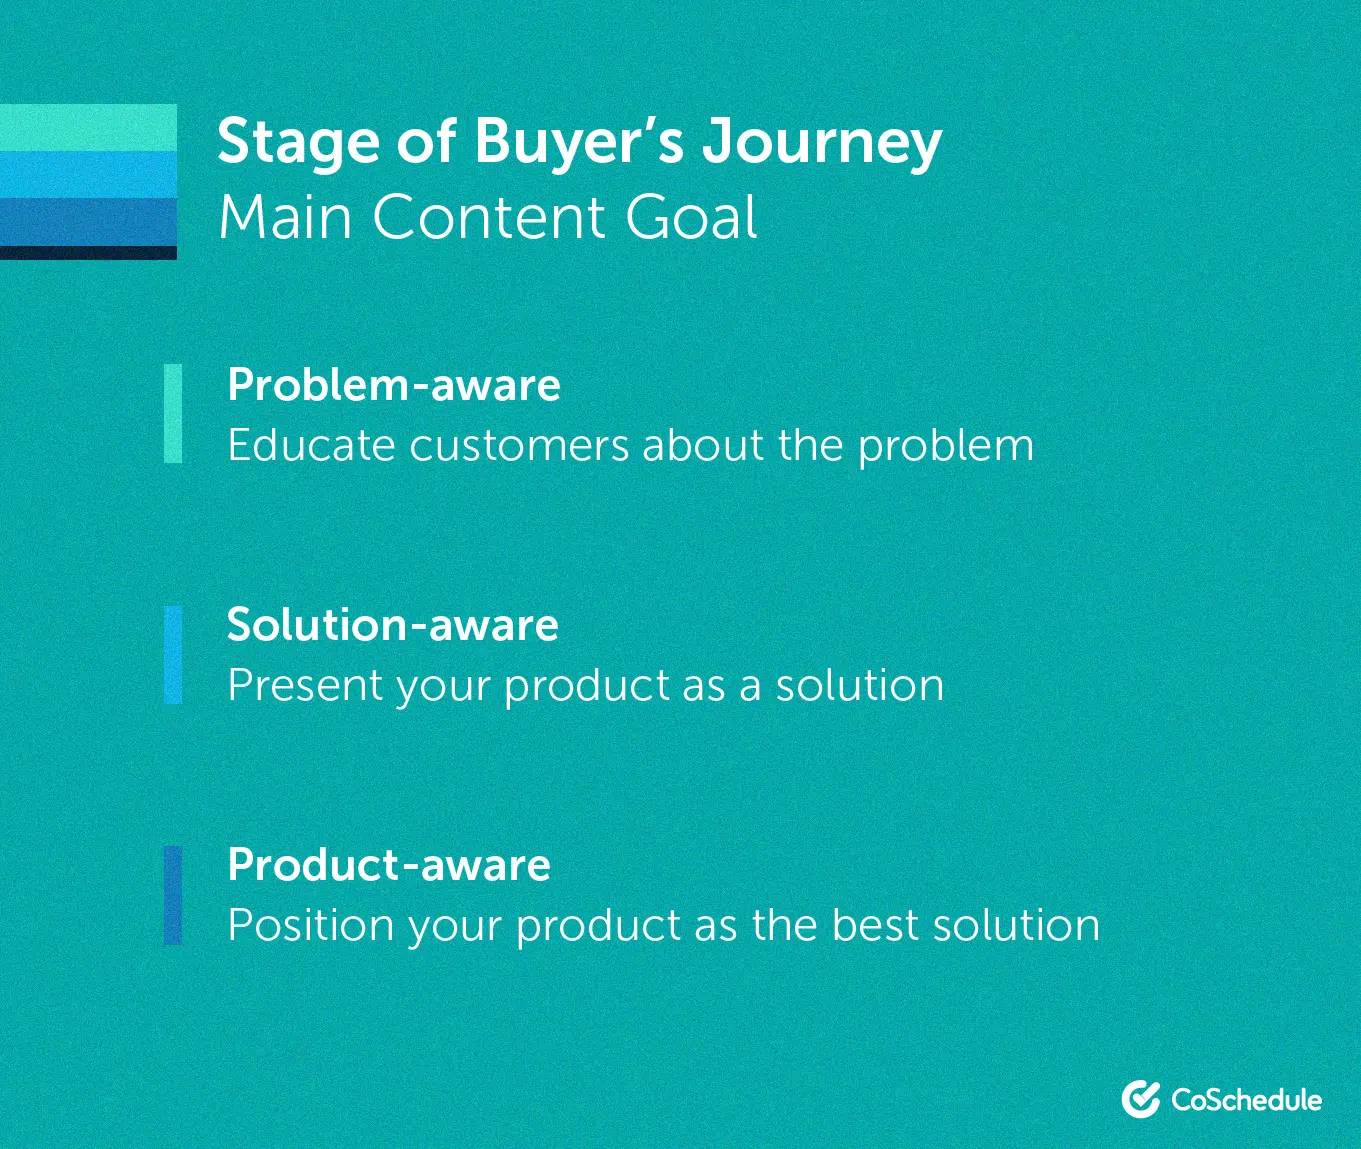 Stage of Buyer’s Journey
Main Content Goal
Problem-aware
Educate customers about the problem
Solution-aware
Present your product as a solution
Product-aware
Position your product as the best solution
CoSchedule